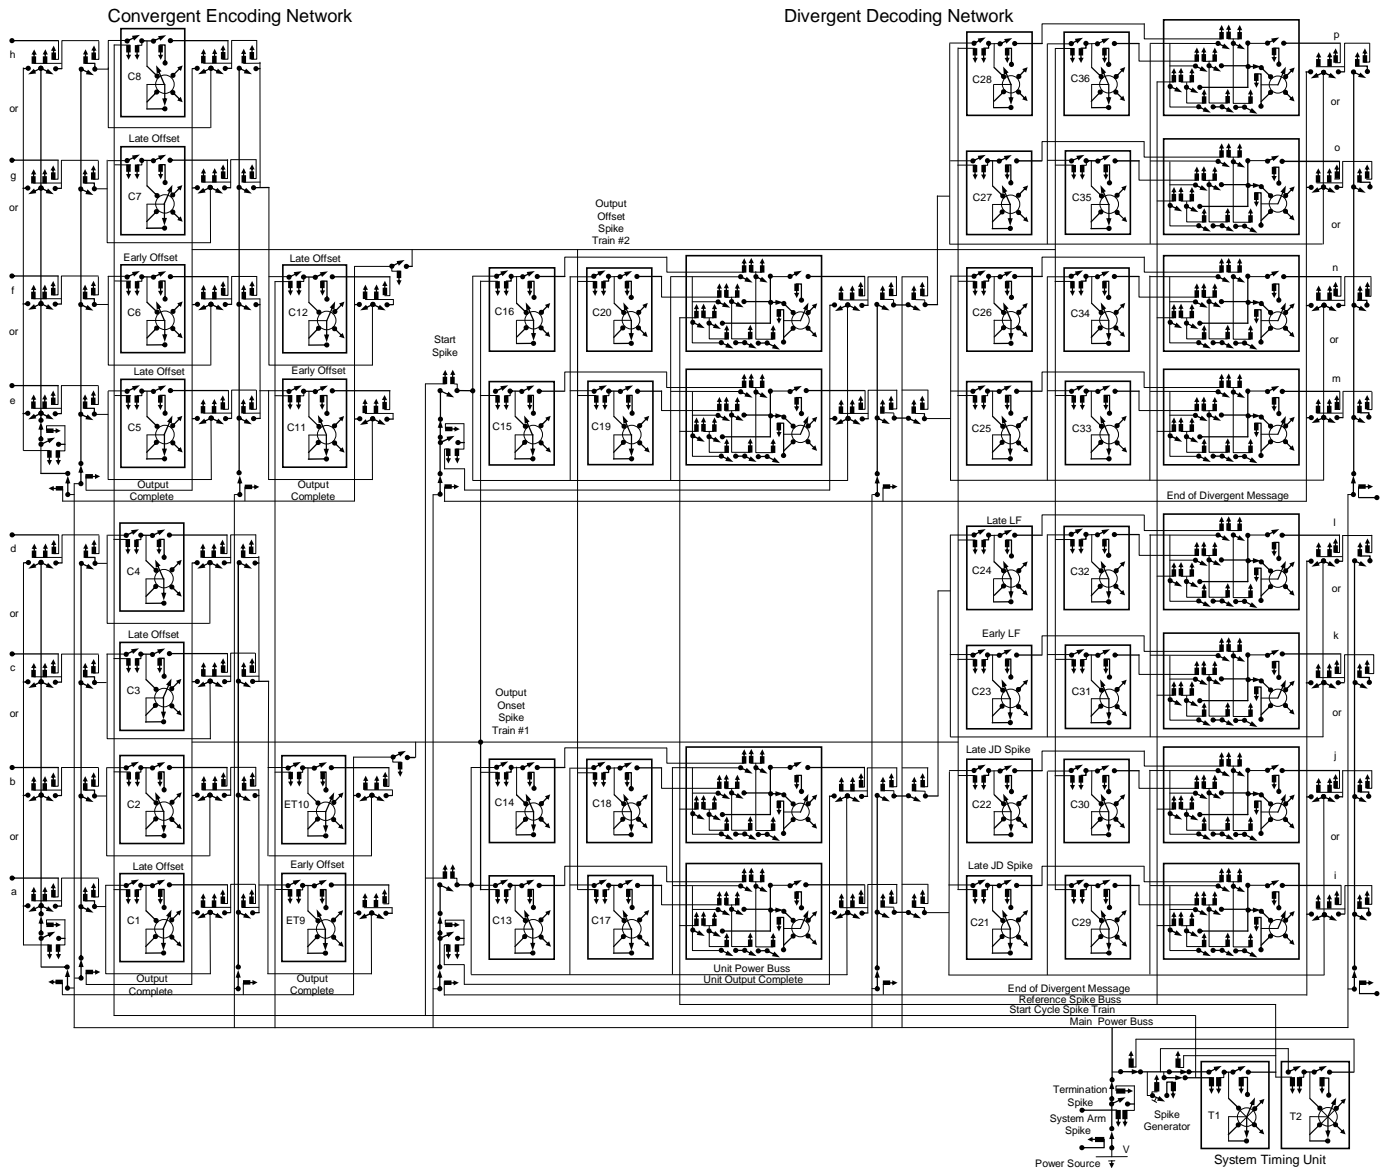 Convergent Encoding Network
Divergent Decoding Network
h
C8
C28
C36
p
or
or
Late Offset
g
C7
C27
C35
o
or
or
Output
Offset
Spike
Train #2
Early Offset
Late Offset
f
C6
C12
C16
C20
C26
C34
n
or
or
Start
Spike
Late Offset
Early Offset
e
C5
C11
C15
C19
C25
C33
m
Output
Complete
Output
Complete
End of Divergent Message
d
C4
Late LF
C24
C32
l
or
or
Late Offset
Early LF
c
C3
C23
C31
k
or
or
Output
Onset
Spike
Train #1
Late JD Spike
b
C2
ET10
C14
C18
C22
C30
j
or
or
Late Offset
Early Offset
Late JD Spike
a
C1
ET9
C13
C17
C21
C29
i
Output
Complete
Output
Complete
Unit Power Buss
Unit Output Complete
End of Divergent Message
Reference Spike Buss
Start Cycle Spike Train
Main Power Buss
Termination
Spike
System Arm
Spike
Spike
Generator
T1
T2
V
Power Source
System Timing Unit